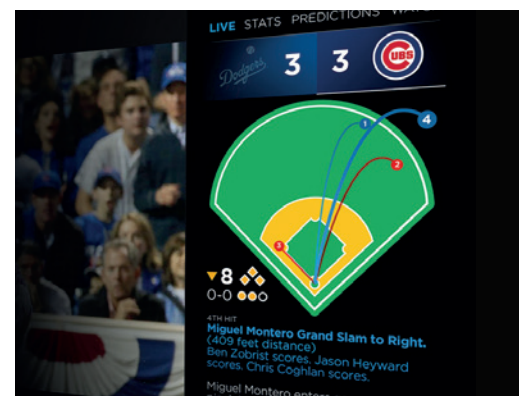 LIVE STATS PREDICTIONS
Dodgers 3 3 CUBS
1
4
2
3
▼ 8
0-0
4TH HIT
Miguel Montero Grand Slam to Right.
(409 feet distance)
Ben Zobrist scores. Jason Heyward
scores. Chris Coghlan scores.
Miguel Montero enters